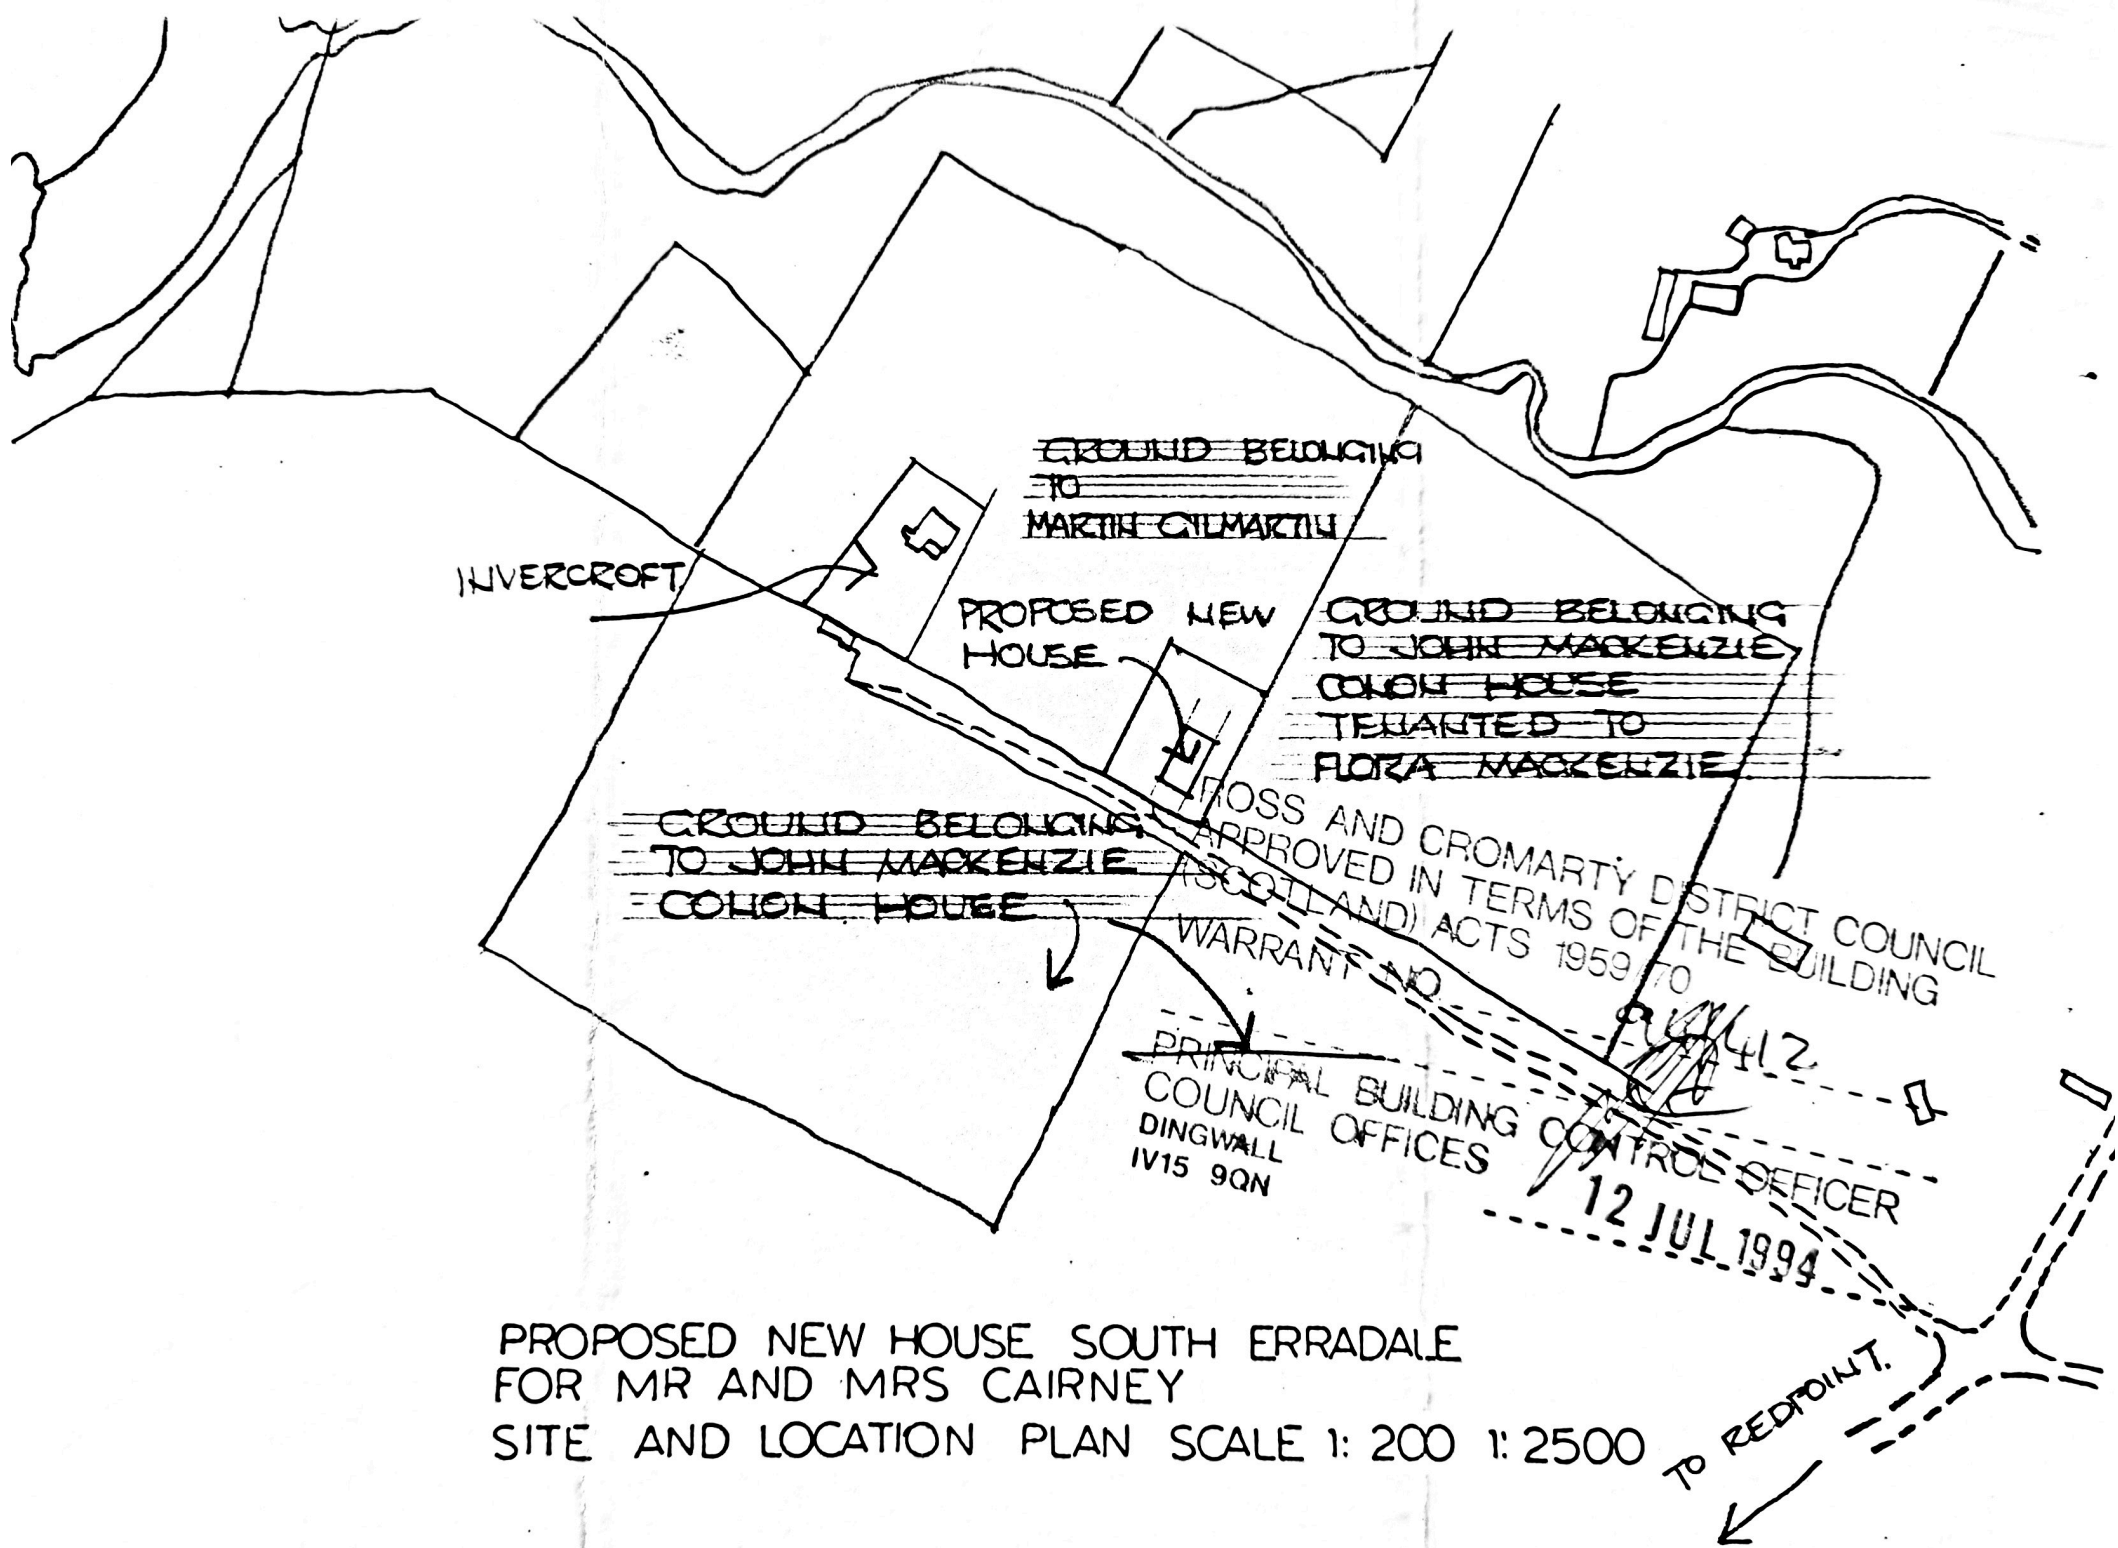 GROUND BELONGING
TO
MARTIN GILMARTIN
INVERCROFT
PROPOSED NEW
HOUSE
GROUND BELONGING
TO JOHN MACKENZIE
CONON HOUSE
TENANTED TO
FLORA MACKENZIE
GROUND BELONGING
TO JOHN MACKENZIE
CONON HOUSE
ROSS AND CROMARTY DISTRICT COUNCIL
APPROVED IN TERMS OF THE BUILDING
(SCOTLAND) ACTS 1959/70
WARRANT NO
PRINCIPAL BUILDING CONTROL OFFICER
COUNCIL OFFICES
DINGWALL
IV15 9QN
12 JUL 1994
PROPOSED NEW HOUSE SOUTH ERRADALE
FOR MR AND MRS CAIRNEY
SITE AND LOCATION PLAN SCALE 1: 200 1: 2500
TO REDPOINT.